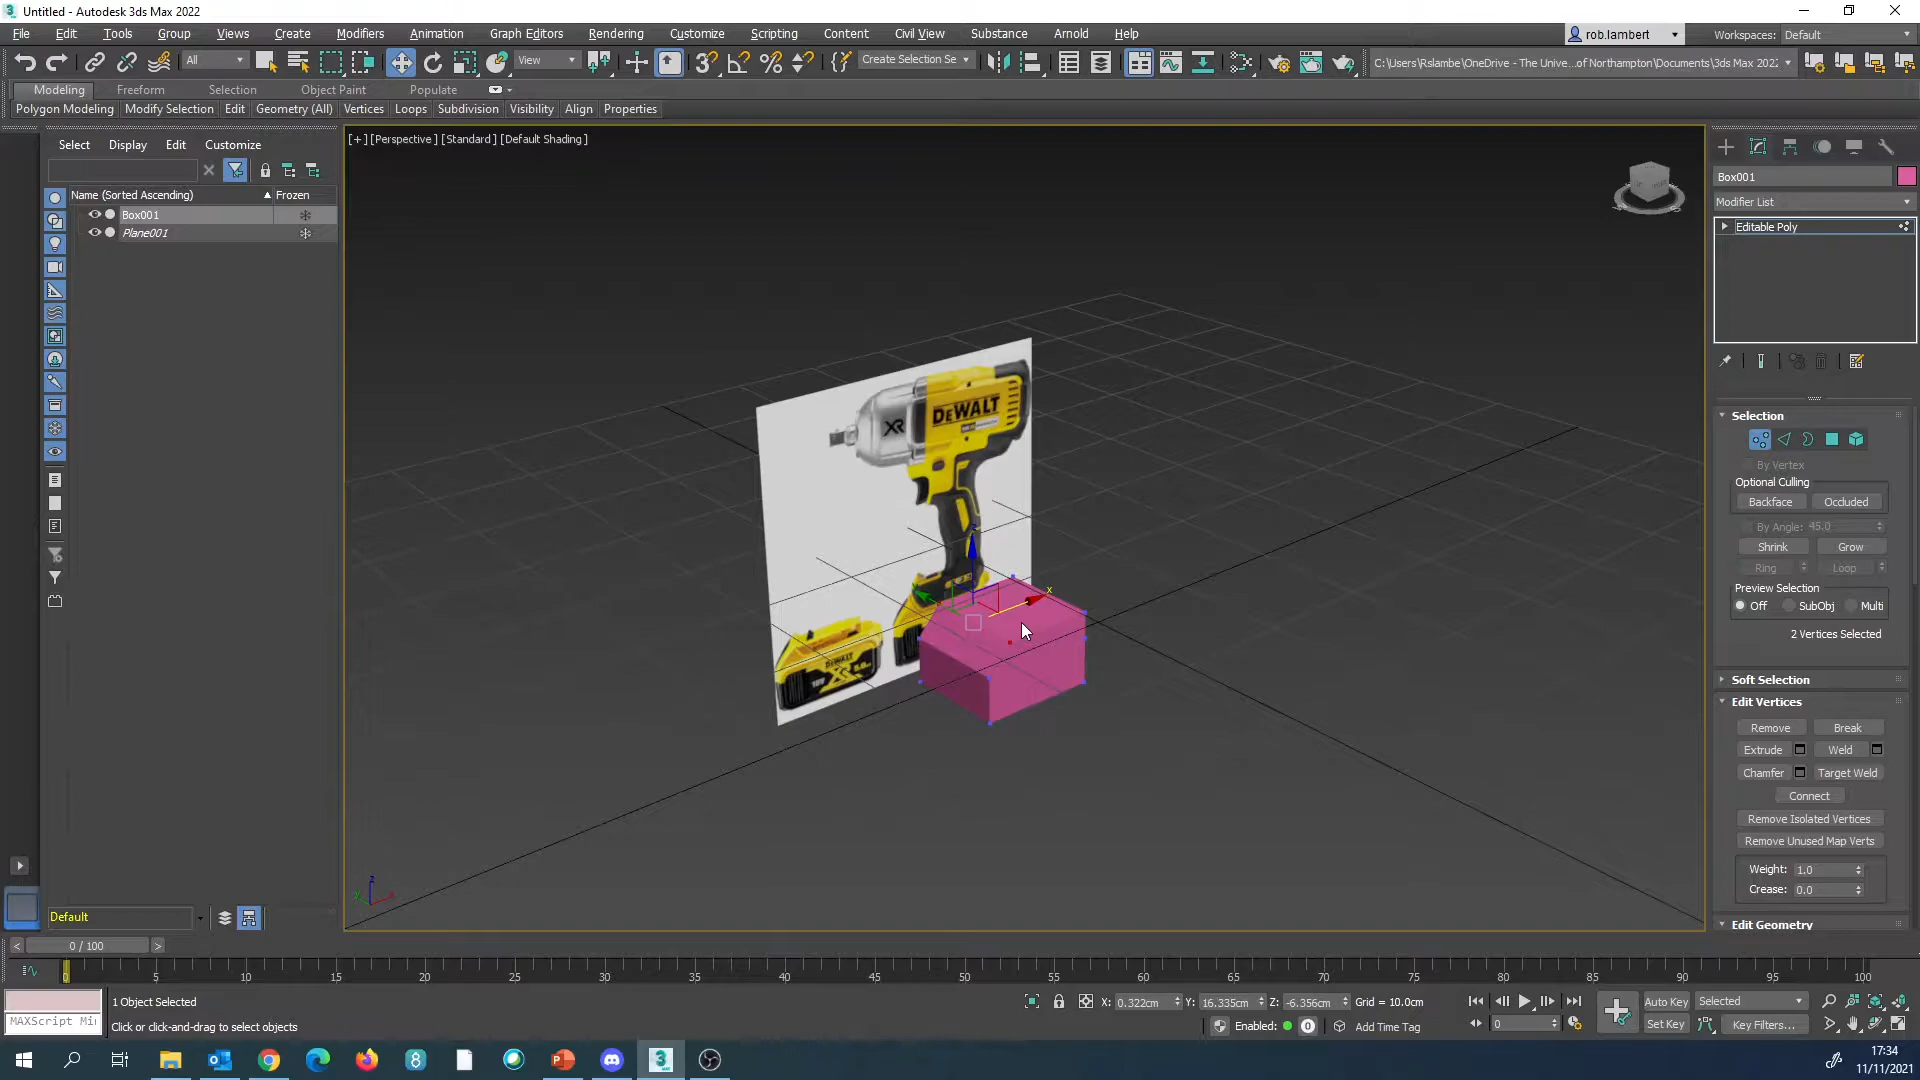 Untitled - Autodesk 3ds Max 2022
File Edit Tools Group Views Create Modifiers Animation Graph Editors Rendering Customize Scripting Content Civil View Substance Arnold Help
rob.lambert Workspaces: Default
All View Create Selection Se C:\Users\Rslambe\OneDrive - The Unive...of Northampton\Documents\3ds Max 2022
Modeling Freeform Selection Object Paint Populate
Polygon Modeling Modify Selection Edit Geometry (All) Vertices Loops Subdivision Visibility Align Properties
Select Display Edit Customize
Name (Sorted Ascending) Frozen
Box001
Plane001
[+] [Perspective ] [Standard ] [Default Shading ]
DEWALT
XR
DEWALT
z
x
z
Box001
Modifier List
Editable Poly
Selection
By Vertex
Optional Culling
Backface Occluded
By Angle: 45.0
Shrink Grow
Ring Loop
Preview Selection
Off SubObj Multi
2 Vertices Selected
Soft Selection
Edit Vertices
Remove Break
Extrude Weld
Chamfer Target Weld
Connect
Remove Isolated Vertices
Remove Unused Map Verts
Weight: 1.0
Crease: 0.0
Edit Geometry
Default
0 / 100
0 5 10 15 20 25 30 35 40 45 50 55 60 65 70 75 80 85 90 95 100
1 Object Selected X: 0.322cm Y: 16.335cm Z: -6.356cm Grid = 10.0cm Auto Key Selected
MAXScript Mi Click or click-and-drag to select objects Enabled: 0 Add Time Tag 0 Set Key Key Filters...
17:34
11/11/2021